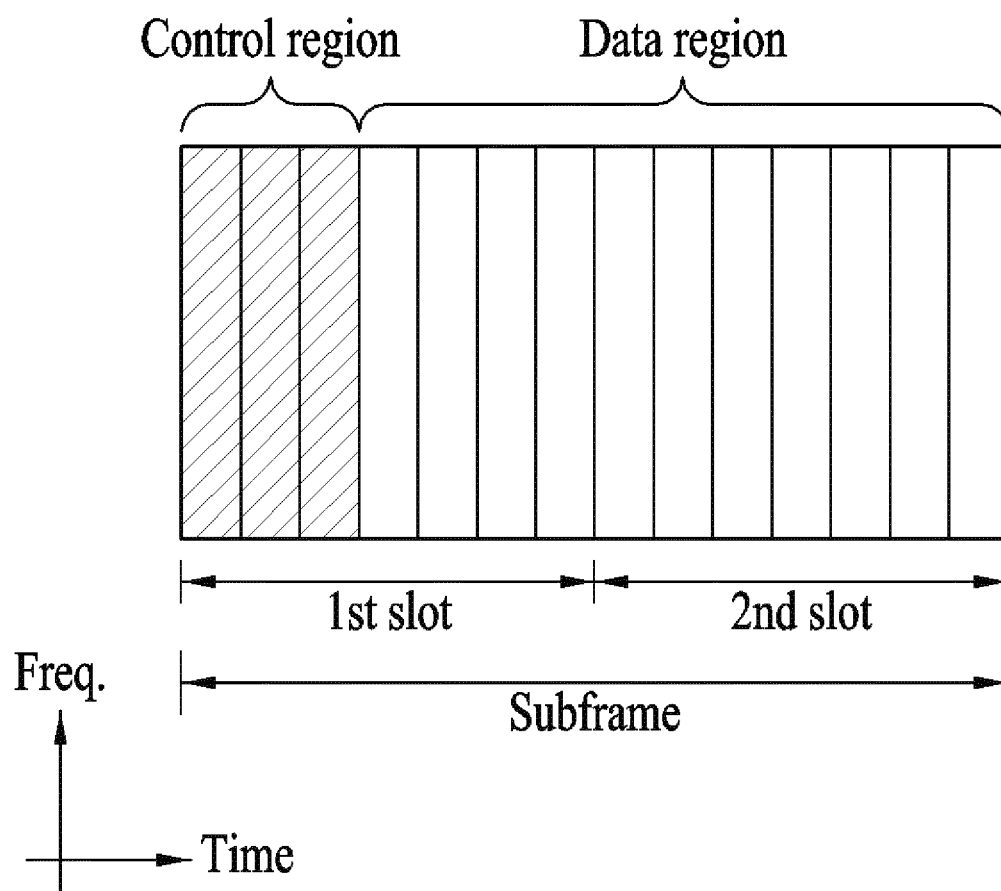 Control region
Data region
1st slot
2nd slot
Subframe
Freq.
Time